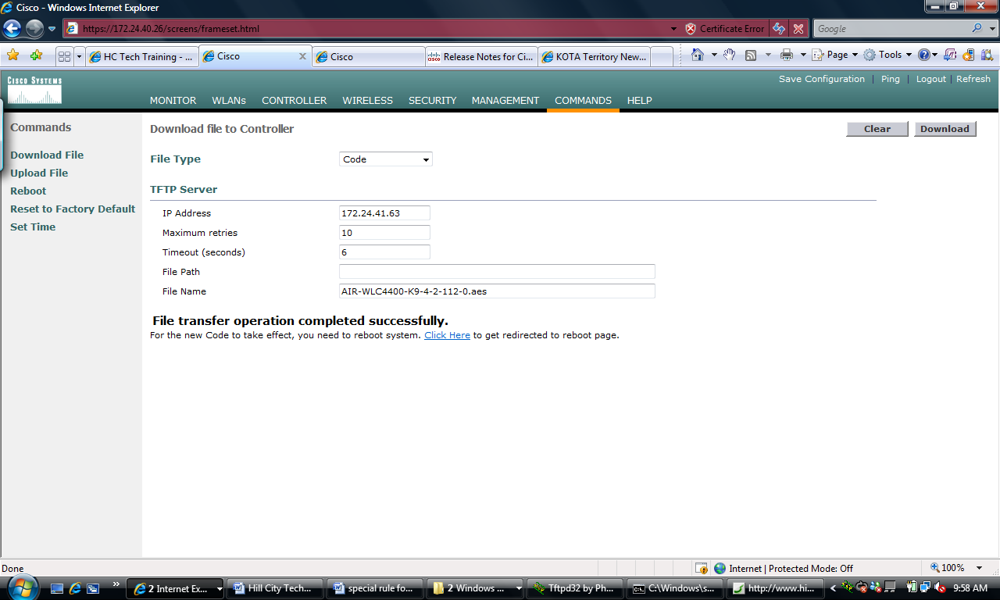 Cisco - Windows Internet Explorer
https://172.24.40.26/screens/frameset.html
Certificate Error
Google
HC Tech Training - ...
Cisco
Cisco
Release Notes for Ci...
KOTA Territory New...
Page
Tools
CISCO SYSTEMS
Save Configuration | Ping | Logout | Refresh
MONITOR WLANs CONTROLLER WIRELESS SECURITY MANAGEMENT COMMANDS HELP
Commands
Download File
Upload File
Reboot
Reset to Factory Default
Set Time
Download file to Controller
Clear
Download
File Type
Code
TFTP Server
IP Address
172.24.41.63
Maximum retries
10
Timeout (seconds)
6
File Path
File Name
AIR-WLC4400-K9-4-2-112-0.aes
File transfer operation completed successfully.
For the new Code to take effect, you need to reboot system. Click Here to get redirected to reboot page.
Done
Internet | Protected Mode: Off
100%
2 Internet Ex...
Hill City Tech...
special rule fo...
2 Windows ...
Tftpd32 by Ph...
C:\Windows\s...
http://www.hi...
9:58 AM